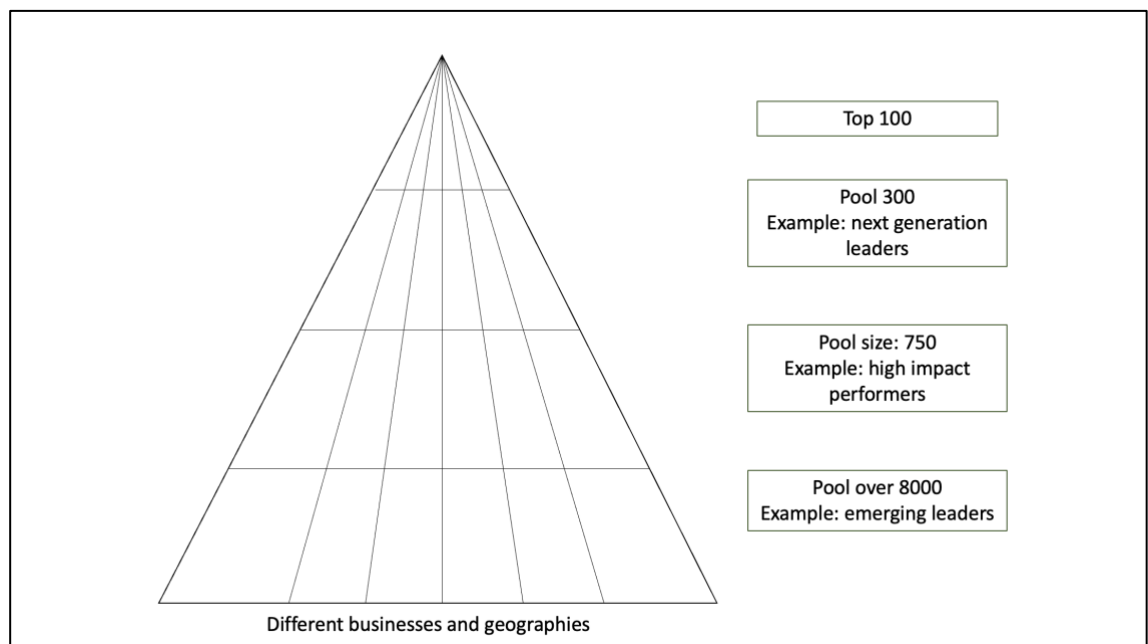 Top 100
Pool 300
Example: next generation
leaders
Pool size: 750
Example: high impact
performers
Pool over 8000
Example: emerging leaders
Different businesses and geographies